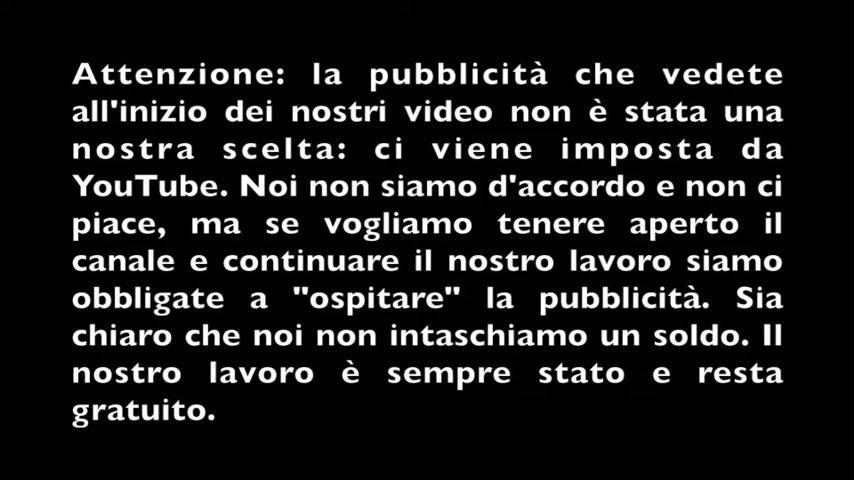 Attenzione: la pubblicità che vedete
all'inizio dei nostri video non è stata una
nostra scelta: ci viene imposta da
YouTube. Noi non siamo d'accordo e non ci
piace, ma se vogliamo tenere aperto il
canale e continuare il nostro lavoro siamo
obbligate a "ospitare" la pubblicità. Sia
chiaro che noi non intaschiamo un soldo. Il
nostro lavoro è sempre stato e resta
gratuito.